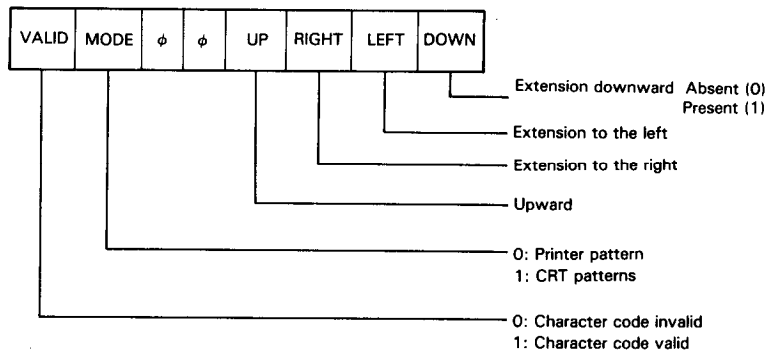 VALID MODE φ φ UP RIGHT LEFT DOWN
Extension downward Absent (0)
Present (1)
Extension to the left
Extension to the right
Upward
0: Printer pattern
1: CRT patterns
0: Character code invalid
1: Character code valid